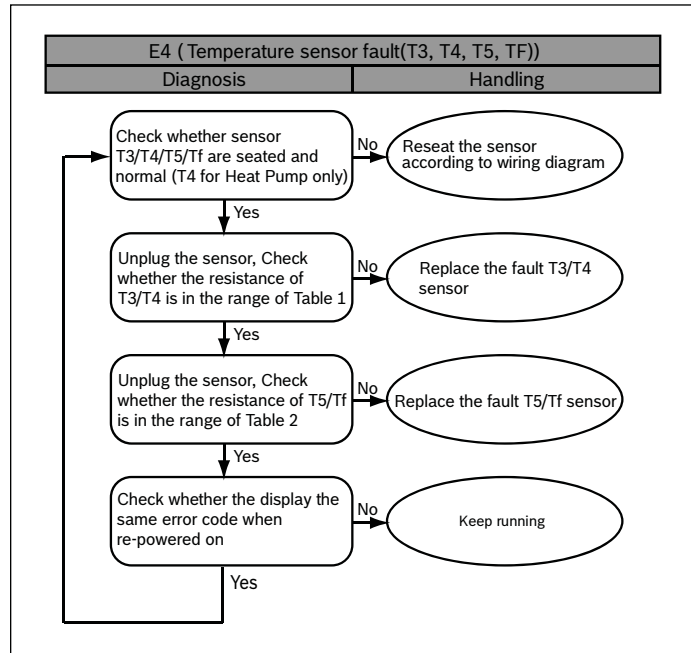 E4 ( Temperature sensor fault(T3, T4, T5, TF))
Diagnosis
Handling
Check whether sensor
T3/T4/T5/Tf are seated and
normal (T4 for Heat Pump only)
No
Reseat the sensor
according to wiring diagram
Yes
Unplug the sensor, Check
whether the resistance of
T3/T4 is in the range of Table 1
No
Replace the fault T3/T4
sensor
Yes
Unplug the sensor, Check
whether the resistance of T5/Tf
is in the range of Table 2
No
Replace the fault T5/Tf sensor
Yes
Check whether the display the
same error code when
re-powered on
No
Keep running
Yes